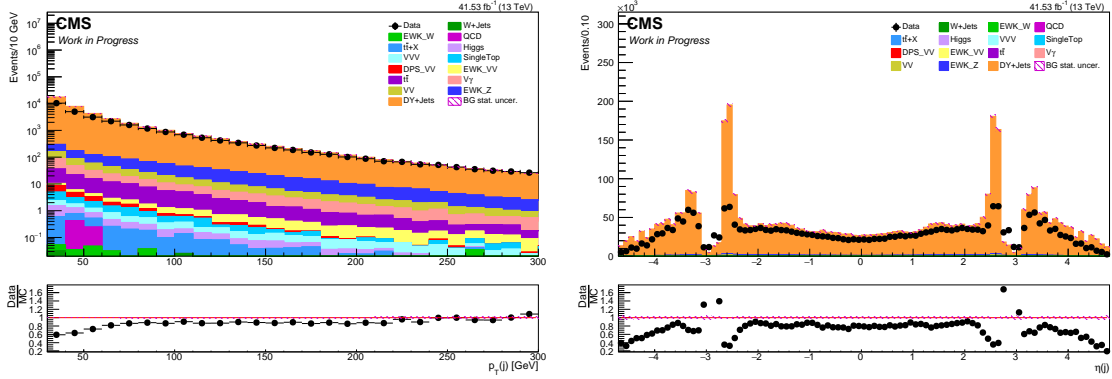 41.53 fb⁻¹ (13 TeV)
CMS
Work in Progress
Events/10 GeV
10⁷
10⁶
10⁵
10⁴
10³
10²
10
1
10⁻¹
Data
W+Jets
EWK_W
QCD
tt̄+X
Higgs
VVV
SingleTop
DPS_VV
EWK_VV
tt̄
Vγ
VV
EWK_Z
DY+Jets
BG stat. uncer.
50
100
150
200
250
300
Data
MC
1.6
1.4
1.2
1
0.8
0.6
0.4
0.2
50
100
150
200
250
300
p_T(j) [GeV]
×10³
41.53 fb⁻¹ (13 TeV)
CMS
Work in Progress
Events/0.10
300
250
200
150
100
50
0
Data
W+Jets
EWK_W
QCD
tt̄+X
Higgs
VVV
SingleTop
DPS_VV
EWK_VV
tt̄
Vγ
VV
EWK_Z
DY+Jets
BG stat. uncer.
−4
−2
0
2
4
Data
MC
1.6
1.4
1.2
1
0.8
0.6
0.4
0.2
−4
−3
−2
−1
0
1
2
3
4
η(j)